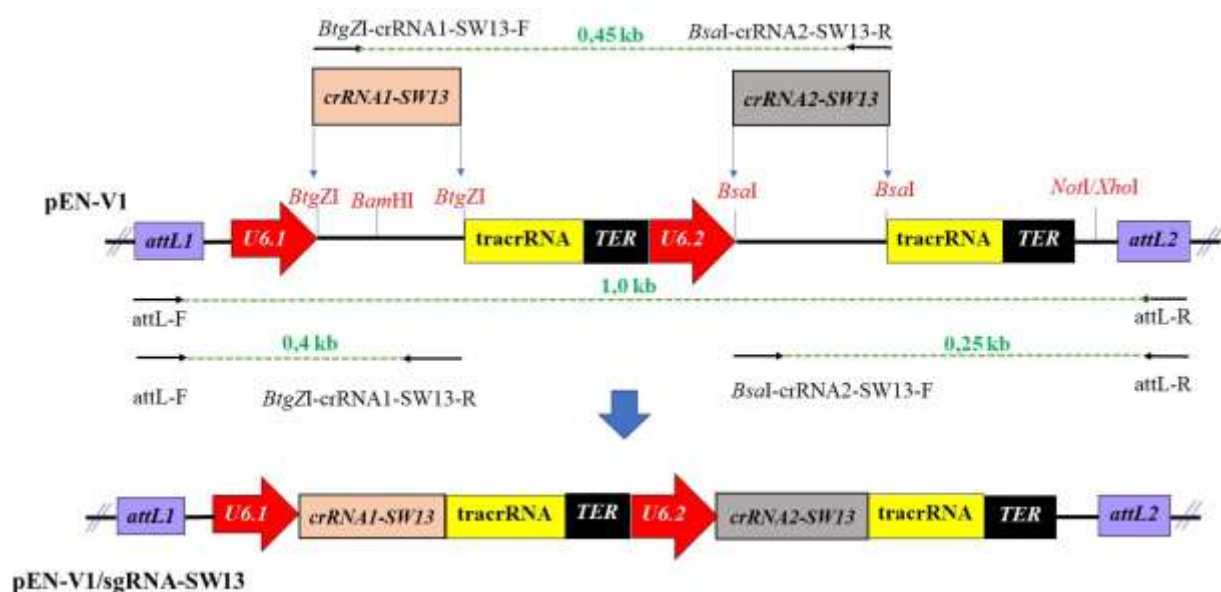 BtgZI-crRNA1-SW13-F
0,45 kb
BsaI-crRNA2-SW13-R
crRNA1-SW13
crRNA2-SW13
pEN-V1
BtgZI
BamHI
BtgZI
BsaI
BsaI
NotI/XhoI
attL1
U6.1
tracrRNA
TER
U6.2
tracrRNA
TER
attL2
1,0 kb
attL-F
attL-R
0,4 kb
0,25 kb
attL-F
BtgZI-crRNA1-SW13-R
BsaI-crRNA2-SW13-F
attL-R
attL1
U6.1
crRNA1-SW13
tracrRNA
TER
U6.2
crRNA2-SW13
tracrRNA
TER
attL2
pEN-V1/sgRNA-SW13